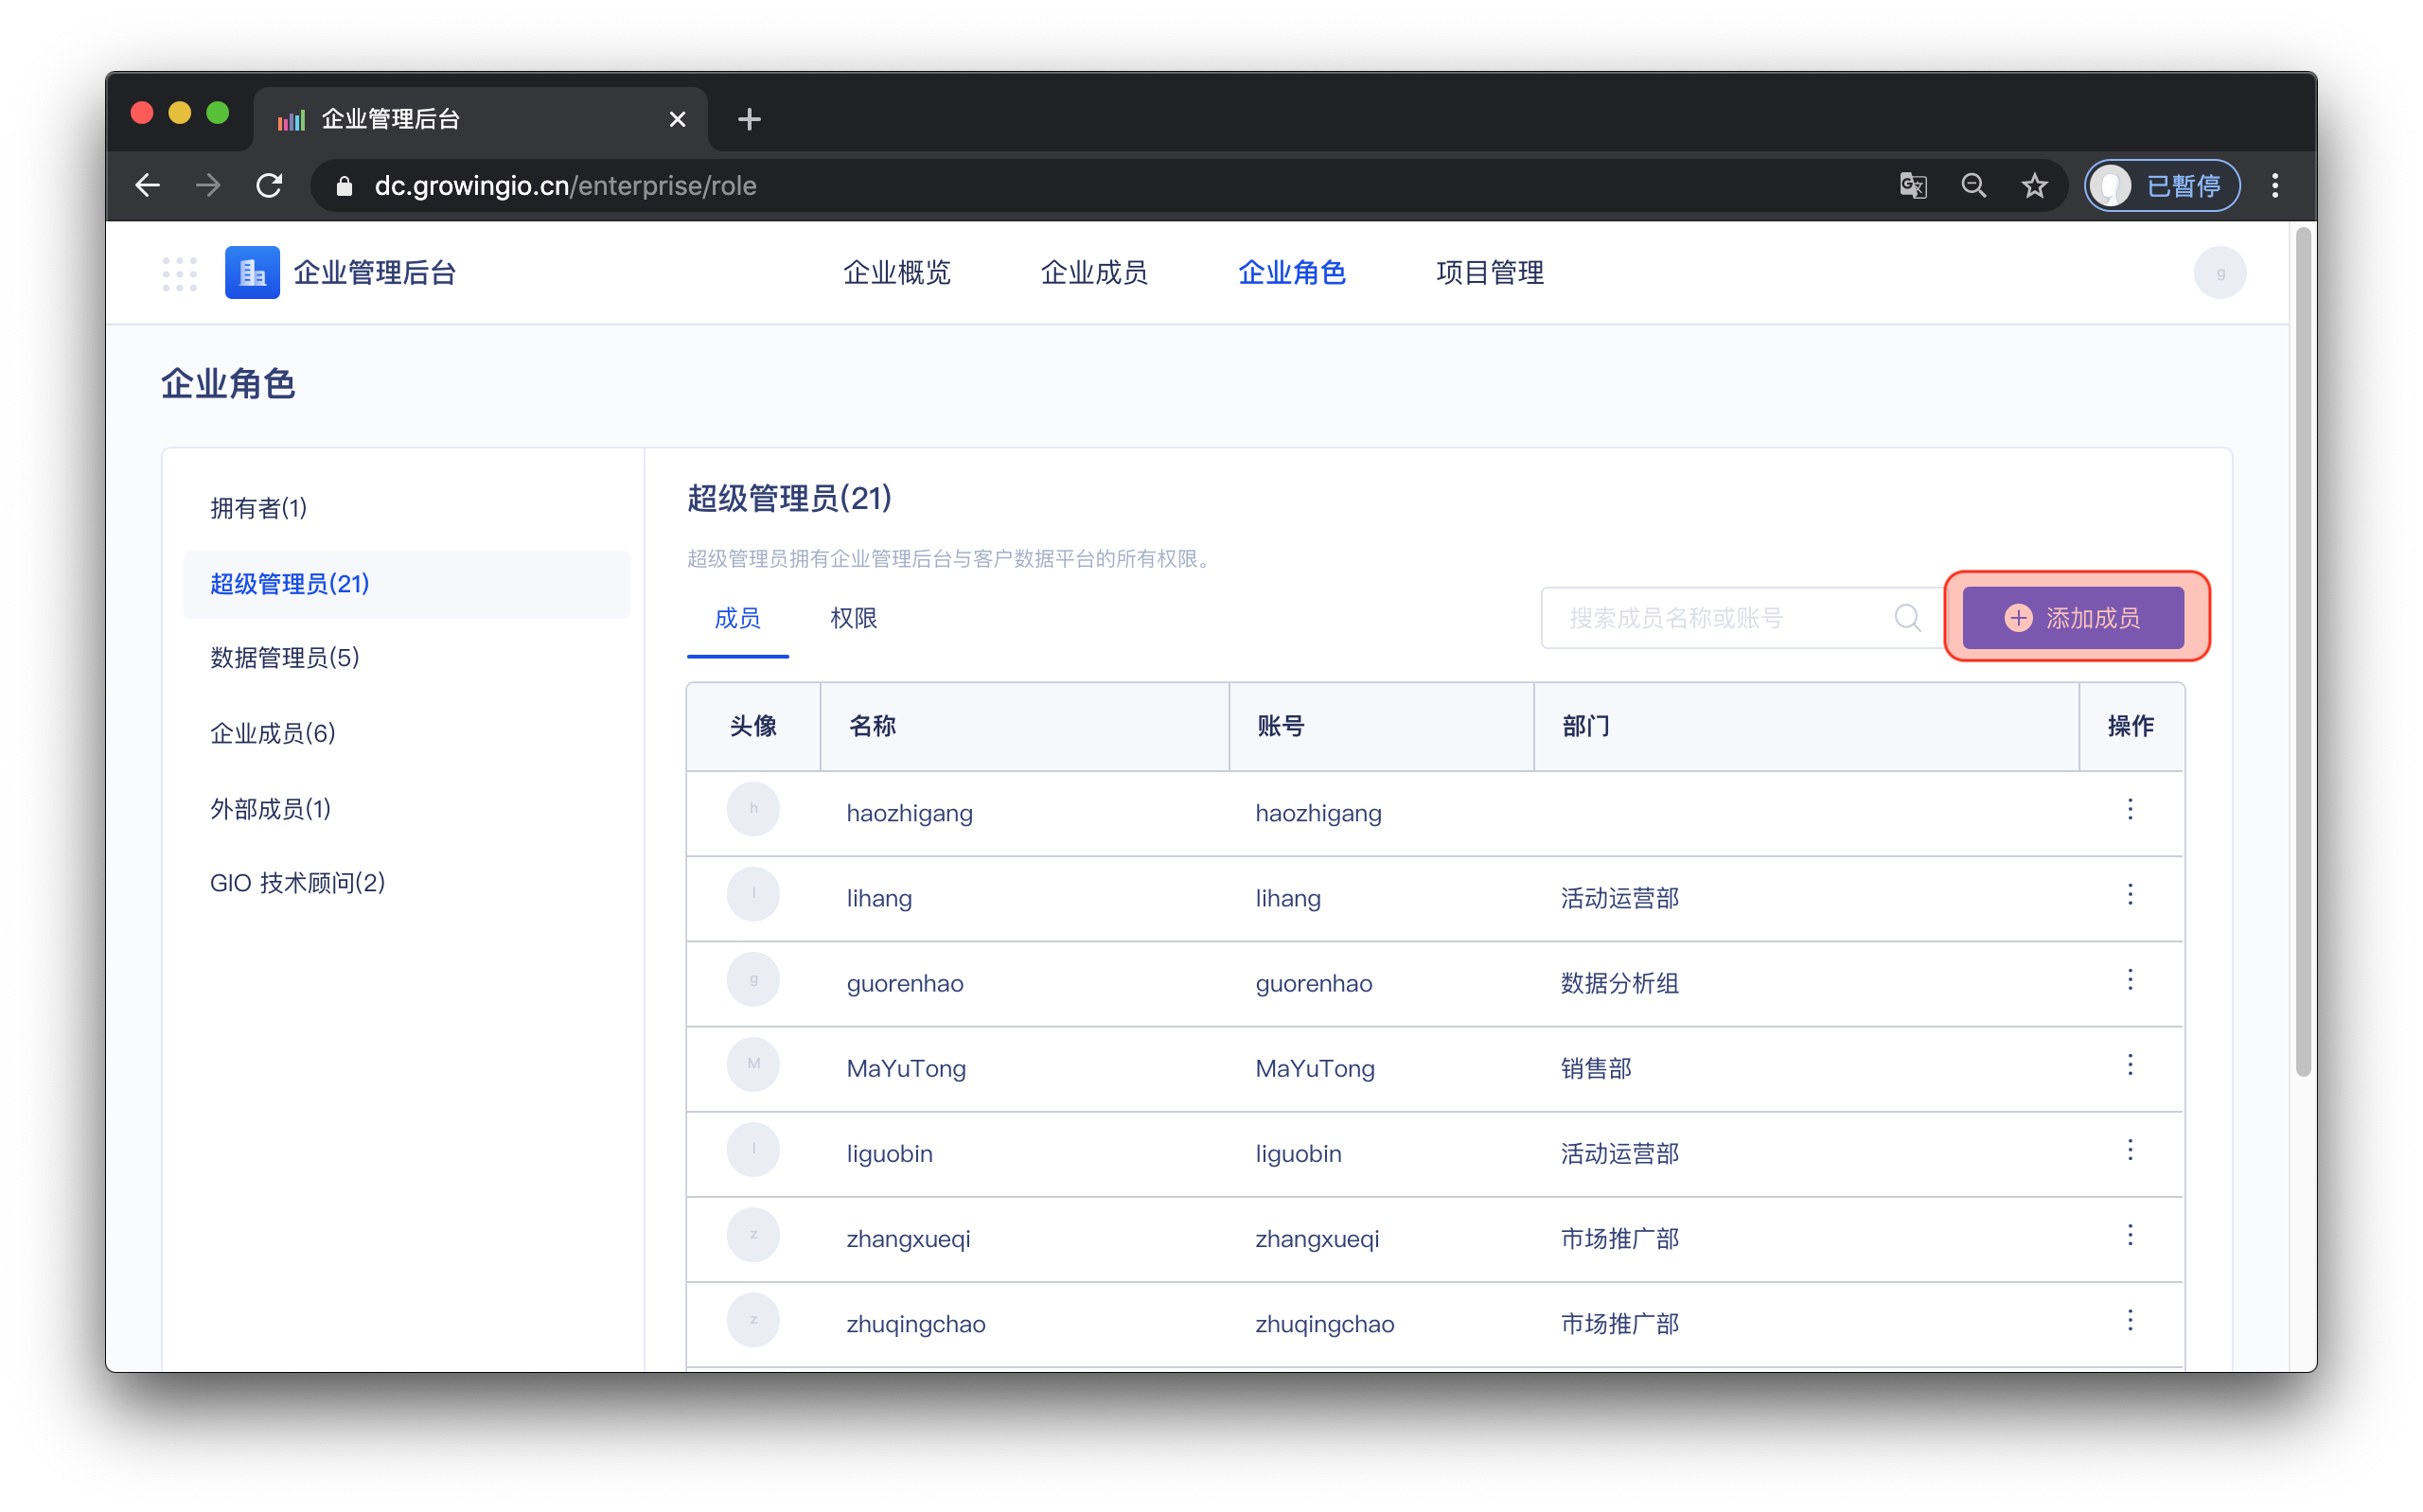 企业管理后台
dc.growingio.cn/enterprise/role
已暂停
企业管理后台
企业概览
企业成员
企业角色
项目管理
g
企业角色
拥有者(1)
超级管理员(21)
数据管理员(5)
企业成员(6)
外部成员(1)
GIO 技术顾问(2)
超级管理员(21)
超级管理员拥有企业管理后台与客户数据平台的所有权限。
成员
权限
搜索成员名称或账号
添加成员
头像 名称 账号 部门 操作
h haozhigang haozhigang
l lihang lihang 活动运营部
g guorenhao guorenhao 数据分析组
M MaYuTong MaYuTong 销售部
l liguobin liguobin 活动运营部
z zhangxueqi zhangxueqi 市场推广部
z zhuqingchao zhuqingchao 市场推广部